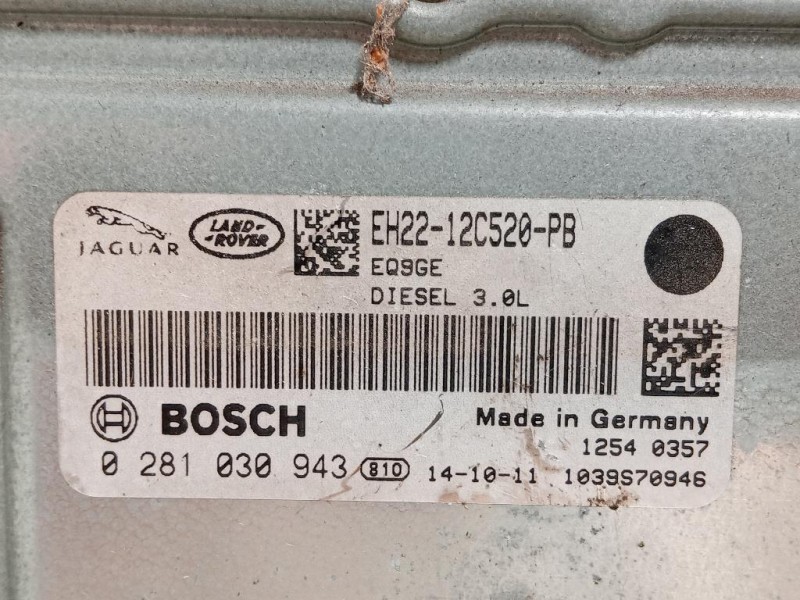 JAGUAR
LAND-
-ROVER
EH22-12C520-PB
EQ9GE
DIESEL 3.0L
BOSCH
Made in Germany
1254 0357
0 281 030 943 810 14-10-11 1039S70946